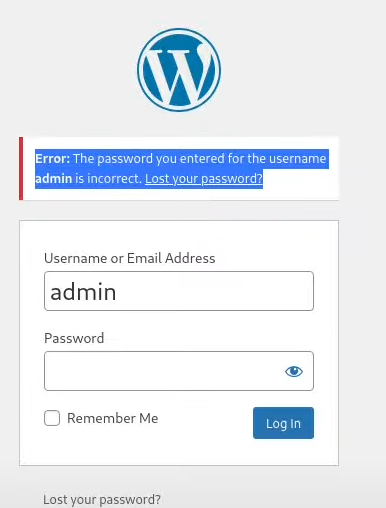 Error: The password you entered for the username
admin is incorrect. Lost your password?
Username or Email Address
admin
Password
Remember Me
Log In
Lost your password?